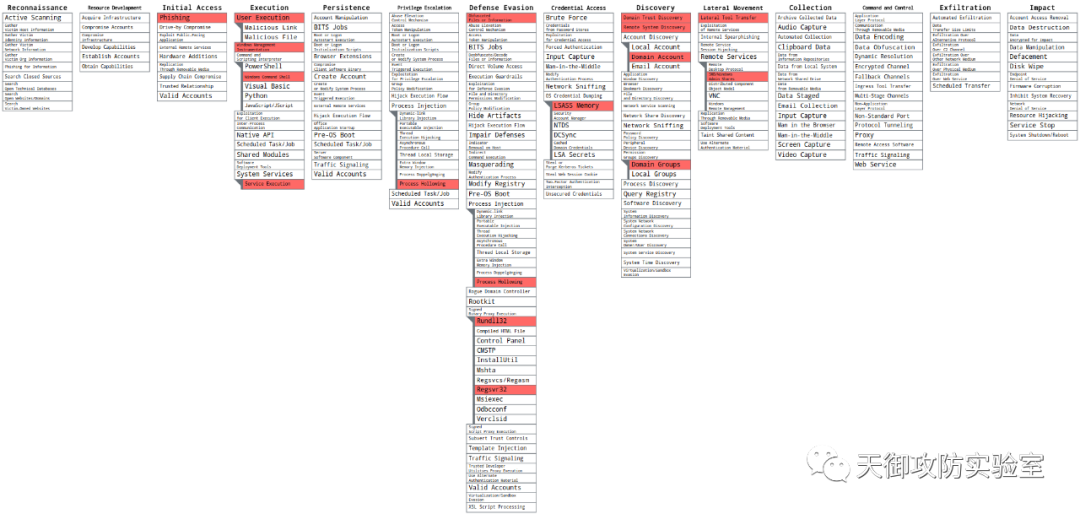 Reconnaissance
Active Scanning
Gather
Victim Host Information
Gather Victim
Identity Information
Gather Victim
Network Information
Gather
Victim Org Information
Phishing for Information
Search Closed Sources
Search
Open Technical Databases
Search
Open Websites/Domains
Search
Victim-Owned Websites
Resource Development
Acquire Infrastructure
Compromise Accounts
Compromise
Infrastructure
Develop Capabilities
Establish Accounts
Obtain Capabilities
Initial Access
Phishing
Drive-by Compromise
Exploit Public-Facing
Application
External Remote Services
Hardware Additions
Replication
Through Removable Media
Supply Chain Compromise
Trusted Relationship
Valid Accounts
Execution
User Execution
Malicious Link
Malicious File
Windows Management
Instrumentation
Command and
Scripting Interpreter
PowerShell
Windows Command Shell
Visual Basic
Python
JavaScript/JScript
Exploitation
for Client Execution
Inter-Process
Communication
Native API
Scheduled Task/Job
Shared Modules
Software
Deployment Tools
System Services
Service Execution
Persistence
Account Manipulation
BITS Jobs
Boot or Logon
Autostart Execution
Boot or Logon
Initialization Scripts
Browser Extensions
Compromise
Client Software Binary
Create Account
Create
or Modify System Process
Event
Triggered Execution
External Remote Services
Hijack Execution Flow
Office
Application Startup
Pre-OS Boot
Scheduled Task/Job
Server
Software Component
Traffic Signaling
Valid Accounts
Privilege Escalation
Abuse Elevation
Control Mechanism
Access
Token Manipulation
Boot or Logon
Autostart Execution
Boot or Logon
Initialization Scripts
Create
or Modify System Process
Event
Triggered Execution
Exploitation
for Privilege Escalation
Group
Policy Modification
Hijack Execution Flow
Process Injection
Dynamic-link
Library Injection
Portable
Executable Injection
Thread
Execution Hijacking
Asynchronous
Procedure Call
Thread Local Storage
Extra Window
Memory Injection
Process Doppelgänging
Process Hollowing
Scheduled Task/Job
Valid Accounts
Defense Evasion
Obfuscated
Files or Information
Abuse Elevation
Control Mechanism
Access
Token Manipulation
BITS Jobs
Deobfuscate/Decode
Files or Information
Direct Volume Access
Execution Guardrails
Exploitation
for Defense Evasion
File and Directory
Permissions Modification
Group
Policy Modification
Hide Artifacts
Hijack Execution Flow
Impair Defenses
Indicator
Removal on Host
Indirect
Command Execution
Masquerading
Modify
Authentication Process
Modify Registry
Pre-OS Boot
Process Injection
Dynamic-link
Library Injection
Portable
Executable Injection
Thread
Execution Hijacking
Asynchronous
Procedure Call
Thread Local Storage
Extra Window
Memory Injection
Process Doppelgänging
Process Hollowing
Rogue Domain Controller
Rootkit
Signed
Binary Proxy Execution
Rundll32
Compiled HTML File
Control Panel
CMSTP
InstallUtil
Mshta
Regsvcs/Regasm
Regsvr32
Msiexec
Odbcconf
Verclsid
Signed
Script Proxy Execution
Subvert Trust Controls
Template Injection
Traffic Signaling
Trusted Developer
Utilities Proxy Execution
Use Alternate
Authentication Material
Valid Accounts
Virtualization/Sandbox
Evasion
XSL Script Processing
Credential Access
Brute Force
Credentials
from Password Stores
Exploitation
for Credential Access
Forced Authentication
Input Capture
Man-in-the-Middle
Modify
Authentication Process
Network Sniffing
OS Credential Dumping
LSASS Memory
Security
Account Manager
NTDS
DCSync
Cached
Domain Credentials
LSA Secrets
Steal or
Forge Kerberos Tickets
Steal Web Session Cookie
Two-Factor Authentication
Interception
Unsecured Credentials
Discovery
Domain Trust Discovery
Remote System Discovery
Account Discovery
Local Account
Domain Account
Email Account
Application
Window Discovery
Browser
Bookmark Discovery
File
and Directory Discovery
Network Service Scanning
Network Share Discovery
Network Sniffing
Password
Policy Discovery
Peripheral
Device Discovery
Permission
Groups Discovery
Domain Groups
Local Groups
Process Discovery
Query Registry
Software Discovery
System
Information Discovery
System Network
Configuration Discovery
System Network
Connections Discovery
System
Owner/User Discovery
System Service Discovery
System Time Discovery
Virtualization/Sandbox
Evasion
Lateral Movement
Lateral Tool Transfer
Exploitation
of Remote Services
Internal Spearphishing
Remote Service
Session Hijacking
Remote Services
Remote
Desktop Protocol
SMB/Windows
Admin Shares
Distributed Component
Object Model
VNC
Windows
Remote Management
Replication
Through Removable Media
Software
Deployment Tools
Taint Shared Content
Use Alternate
Authentication Material
Collection
Archive Collected Data
Audio Capture
Automated Collection
Clipboard Data
Data from
Information Repositories
Data from Local System
Data from
Network Shared Drive
Data
from Removable Media
Data Staged
Email Collection
Input Capture
Man in the Browser
Man-in-the-Middle
Screen Capture
Video Capture
Command and Control
Application
Layer Protocol
Communication
Through Removable Media
Data Encoding
Data Obfuscation
Dynamic Resolution
Encrypted Channel
Fallback Channels
Ingress Tool Transfer
Multi-Stage Channels
Non-Application
Layer Protocol
Non-Standard Port
Protocol Tunneling
Proxy
Remote Access Software
Traffic Signaling
Web Service
Exfiltration
Automated Exfiltration
Data
Transfer Size Limits
Exfiltration Over
Alternative Protocol
Exfiltration
Over C2 Channel
Exfiltration Over
Other Network Medium
Exfiltration
Over Physical Medium
Exfiltration
Over Web Service
Scheduled Transfer
Impact
Account Access Removal
Data Destruction
Data
Encrypted for Impact
Data Manipulation
Defacement
Disk Wipe
Endpoint
Denial of Service
Firmware Corruption
Inhibit System Recovery
Network
Denial of Service
Resource Hijacking
Service Stop
System Shutdown/Reboot
天御攻防实验室